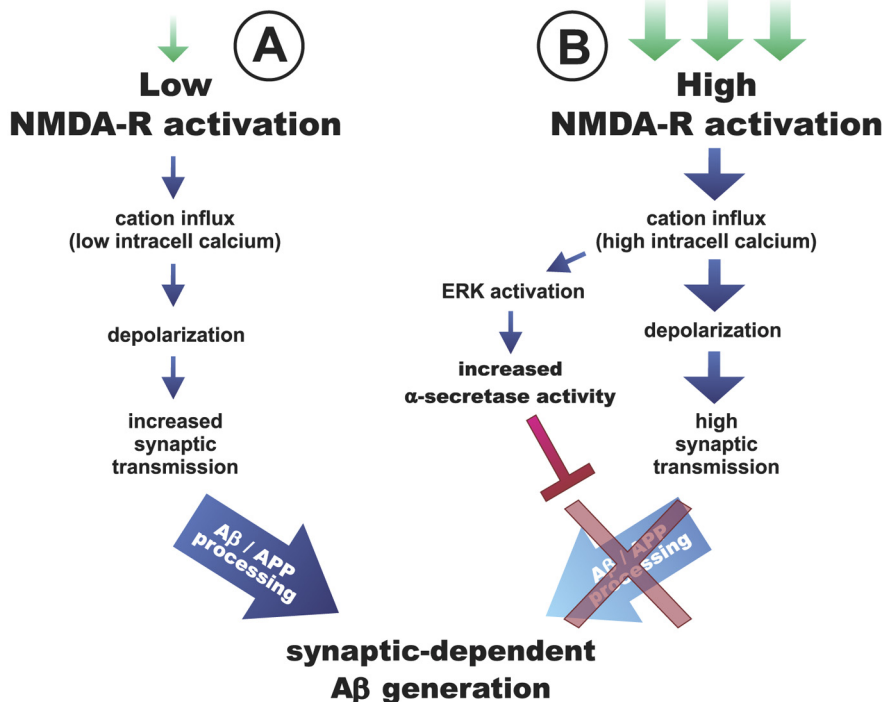 A
Low
NMDA-R activation
cation influx
(low intracell calcium)
depolarization
increased
synaptic
transmission
Aβ / APP
processing
B
High
NMDA-R activation
cation influx
(high intracell calcium)
ERK activation
increased
α-secretase activity
depolarization
high
synaptic
transmission
Aβ / APP
processing
synaptic-dependent
Aβ generation